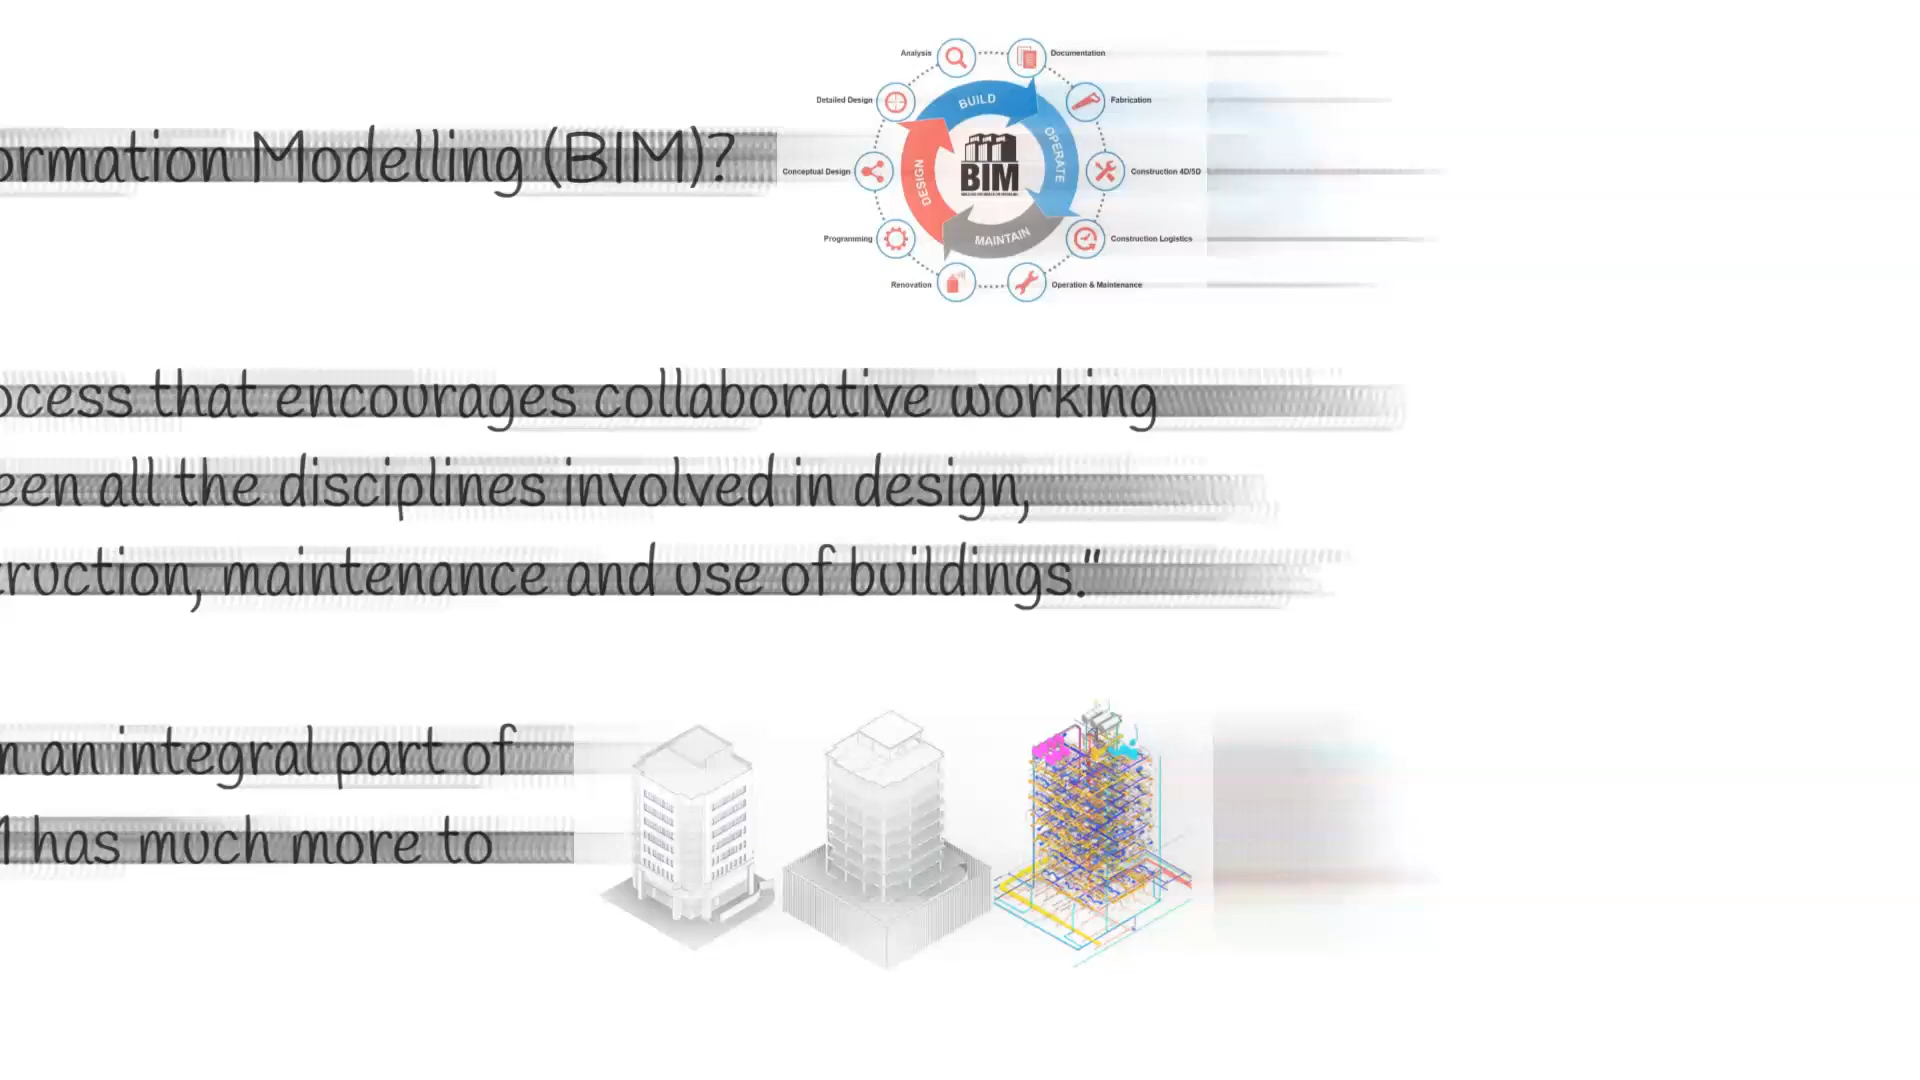 ormation Modelling (BIM)?
Analysis
Documentation
Detailed Design
Fabrication
Conceptual Design
Construction 4D/5D
Programming
Construction Logistics
Renovation
Operation & Maintenance
BUILD
OPERATE
DESIGIN
MAINTAIN
BIM
ocess that encourages collaborative working
een all the disciplines involved in design,
ruction, maintenance and use of buildings."
n an integral part of
has much more to